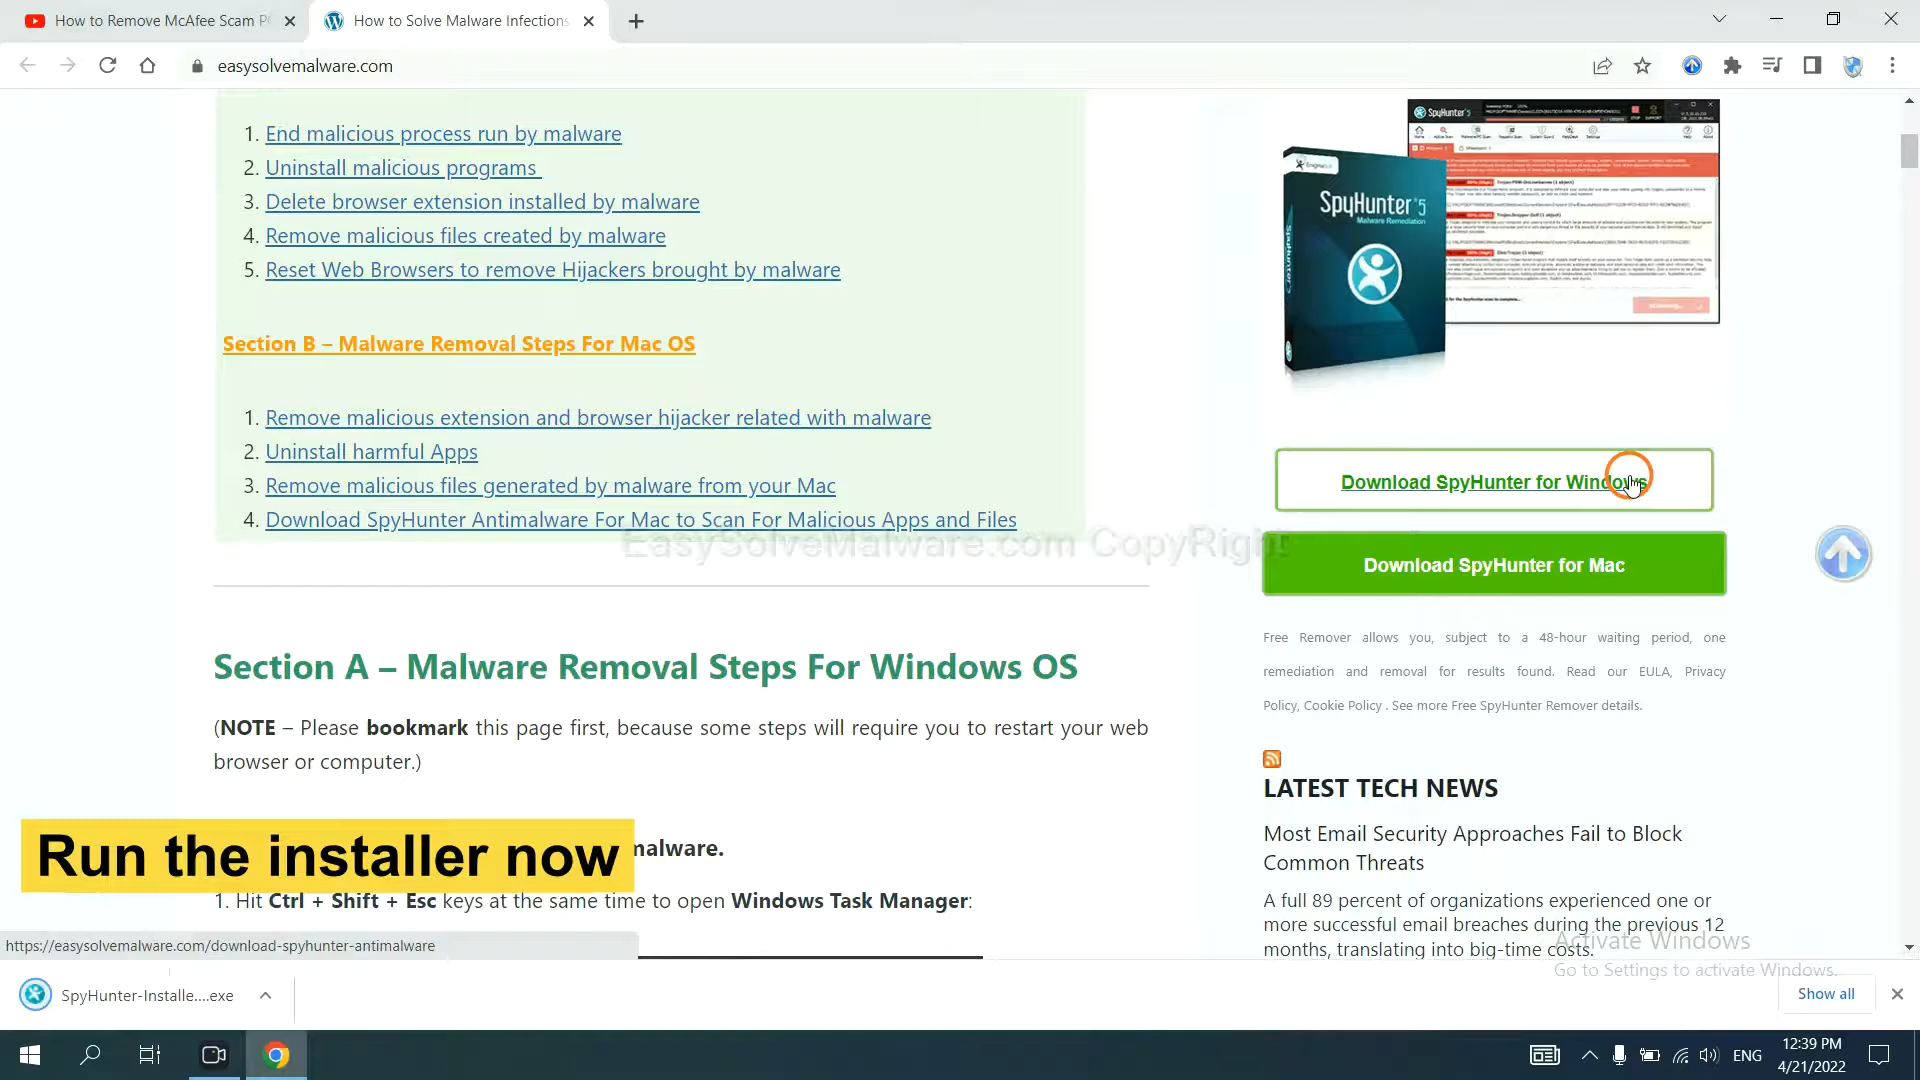 How to Remove McAfee Scam P
How to Solve Malware Infections
easysolvemalware.com
1. End malicious process run by malware
2. Uninstall malicious programs
3. Delete browser extension installed by malware
4. Remove malicious files created by malware
5. Reset Web Browsers to remove Hijackers brought by malware
Section B – Malware Removal Steps For Mac OS
1. Remove malicious extension and browser hijacker related with malware
2. Uninstall harmful Apps
3. Remove malicious files generated by malware from your Mac
4. Download SpyHunter Antimalware For Mac to Scan For Malicious Apps and Files
EasySolveMalware.com CopyRight
Section A – Malware Removal Steps For Windows OS
(NOTE – Please bookmark this page first, because some steps will require you to restart your web
browser or computer.)
malware.
Run the installer now
1. Hit Ctrl + Shift + Esc keys at the same time to open Windows Task Manager:
https://easysolvemalware.com/download-spyhunter-antimalware
SpyHunter 5
EnigmaSoft
SpyHunter 5
Malware Remediation
SpyHunter 5
Download SpyHunter for Windows
Download SpyHunter for Mac
Free Remover allows you, subject to a 48-hour waiting period, one
remediation and removal for results found. Read our EULA, Privacy
Policy, Cookie Policy . See more Free SpyHunter Remover details.
LATEST TECH NEWS
Most Email Security Approaches Fail to Block
Common Threats
A full 89 percent of organizations experienced one or
more successful email breaches during the previous 12
months, translating into big-time costs.
Activate Windows
Go to Settings to activate Windows.
SpyHunter-Installe....exe
Show all
ENG
12:39 PM
4/21/2022